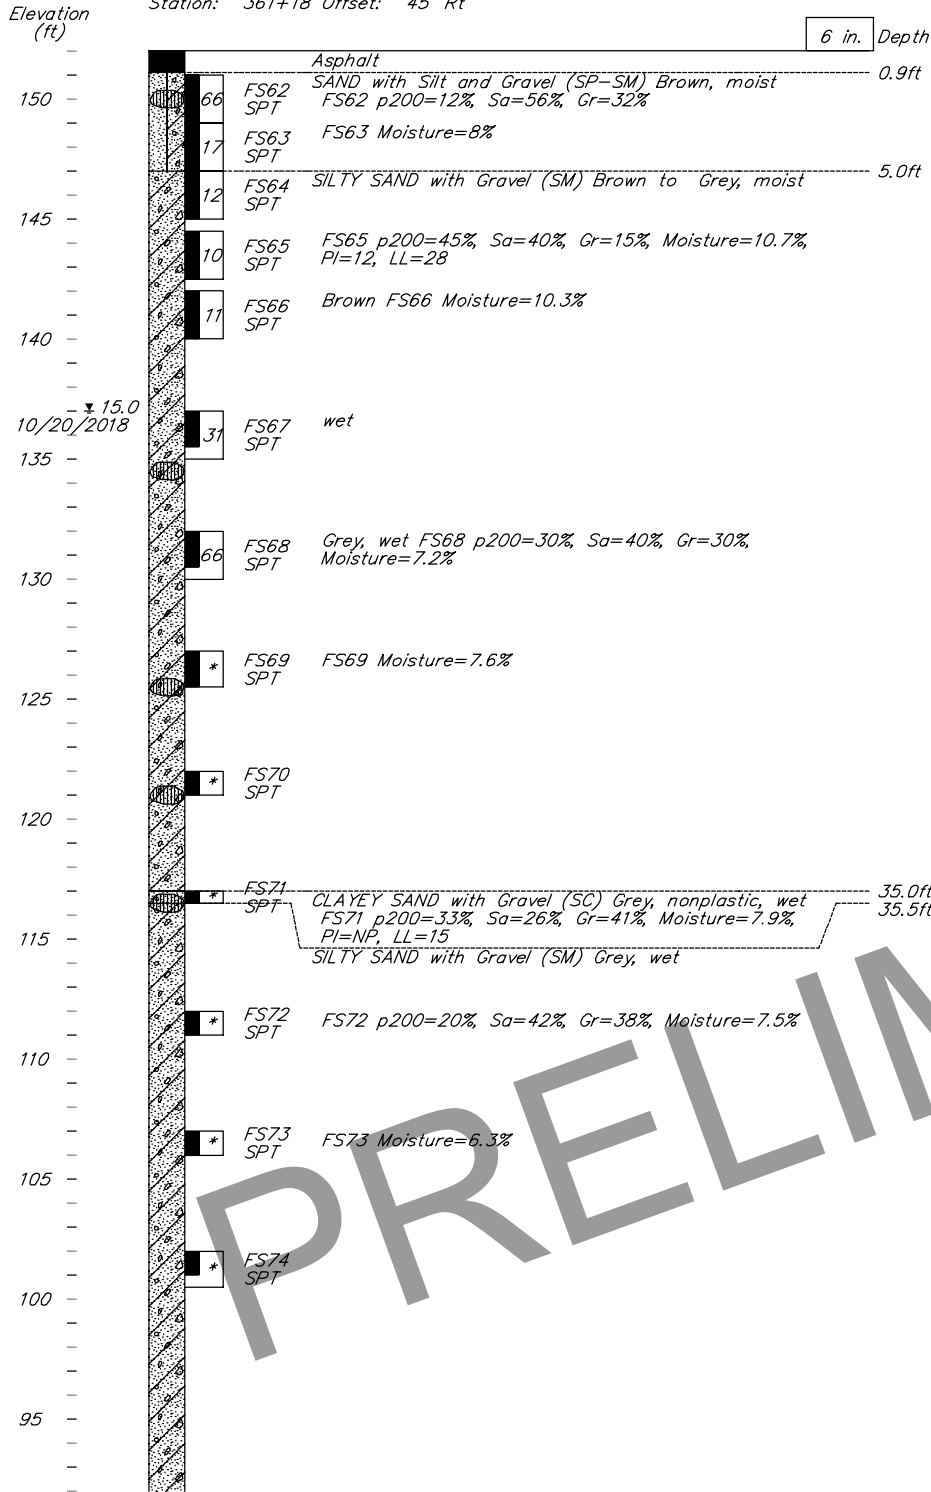 Station: 361+18 Offset: 45' Rt
Elevation
(ft)
6 in. Depth
Asphalt
0.9ft
SAND with Silt and Gravel (SP-SM) Brown, moist
150 66 FS62 SPT FS62 p200=12%, Sa=56%, Gr=32%
17 FS63 SPT FS63 Moisture=8%
5.0ft
12 FS64 SPT SILTY SAND with Gravel (SM) Brown to Grey, moist
145
10 FS65 SPT FS65 p200=45%, Sa=40%, Gr=15%, Moisture=10.7%,
PI=12, LL=28
11 FS66 SPT Brown FS66 Moisture=10.3%
140
15.0
10/20/2018
31 FS67 SPT wet
135
66 FS68 SPT Grey, wet FS68 p200=30%, Sa=40%, Gr=30%,
Moisture=7.2%
130
* FS69 SPT FS69 Moisture=7.6%
125
* FS70 SPT
120
35.0ft
* FS71 SPT CLAYEY SAND with Gravel (SC) Grey, nonplastic, wet
35.5ft
FS71 p200=33%, Sa=26%, Gr=41%, Moisture=7.9%,
PI=NP, LL=15
115
SILTY SAND with Gravel (SM) Grey, wet
* FS72 SPT FS72 p200=20%, Sa=42%, Gr=38%, Moisture=7.5%
110
* FS73 SPT FS73 Moisture=6.3%
105
* FS74 SPT
100
95
PRELIM